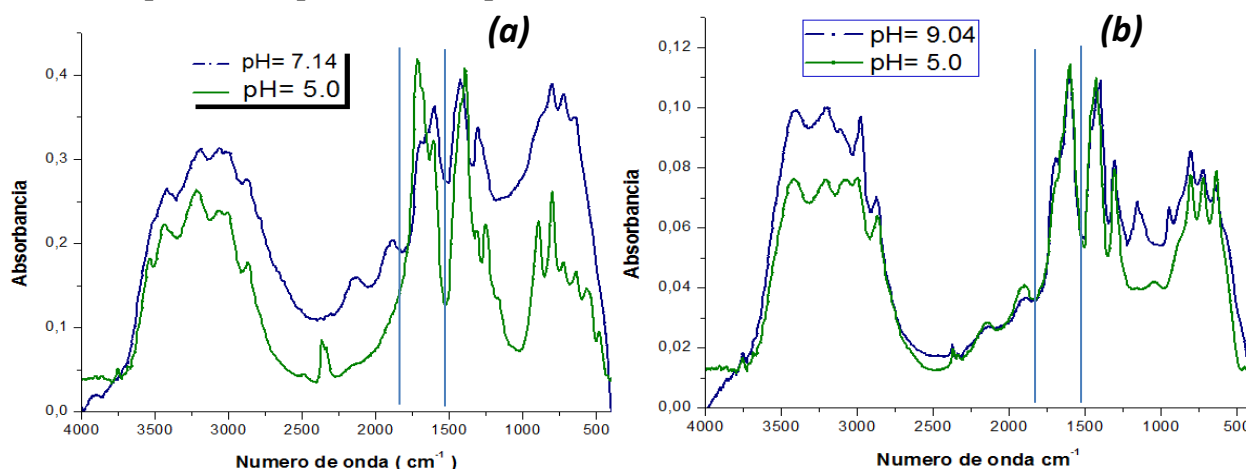 (a)
pH= 7.14
pH= 5.0
0,4
0,3
0,2
0,1
0,0
Absorbancia
4000 3500 3000 2500 2000 1500 1000 500
Numero de onda ( cm-1 )
(b)
pH= 9.04
pH= 5.0
0,12
0,10
0,08
0,06
0,04
0,02
0,00
Absorbancia
4000 3500 3000 2500 2000 1500 1000 500
Numero de onda cm-1